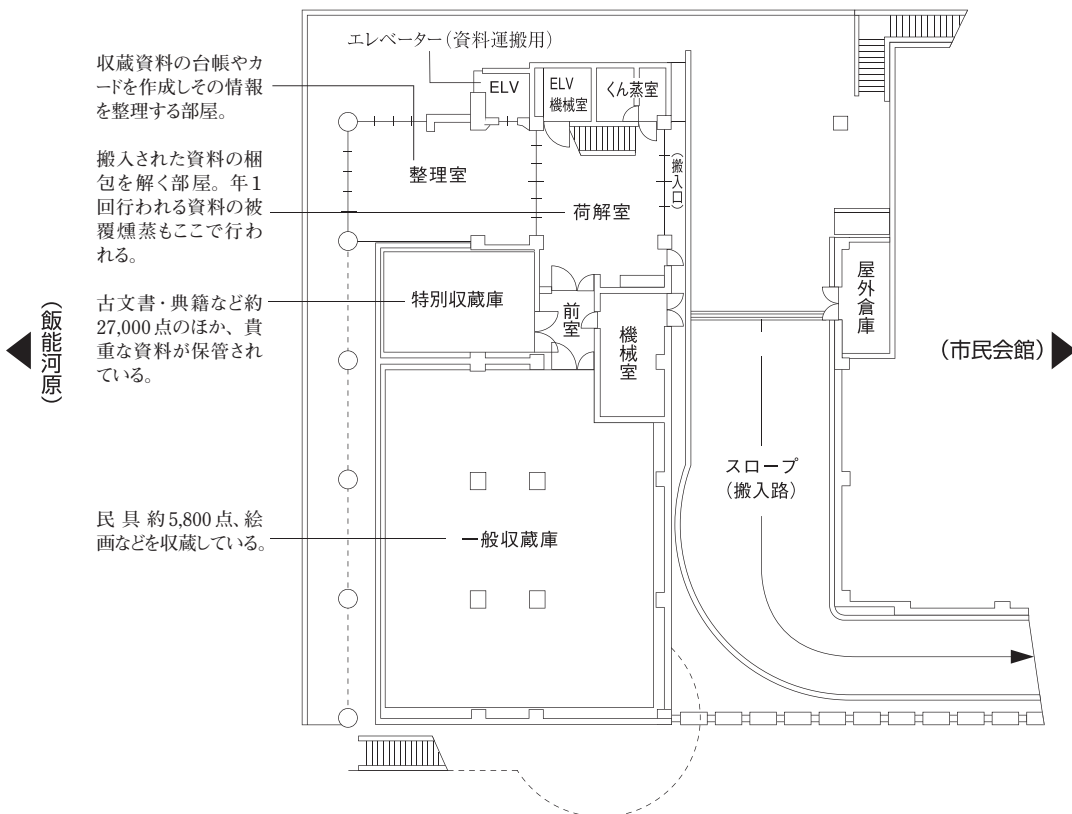 エレベーター（資料運搬用）
収蔵資料の台帳やカ
ードを作成しその情報
を整理する部屋。
ELV
ELV
機械室
くん蒸室
搬入された資料の梱
包を解く部屋。年1
回行われる資料の被
覆燻蒸もここで行わ
れる。
整理室
荷解室
（搬入口）
古文書・典籍など約
27,000点のほか、貴
重な資料が保管され
ている。
特別収蔵庫
前室
機械室
屋外倉庫
（飯能河原）
（市民会館）
スロープ
（搬入路）
民具約5,800点、絵
画などを収蔵している。
一般収蔵庫